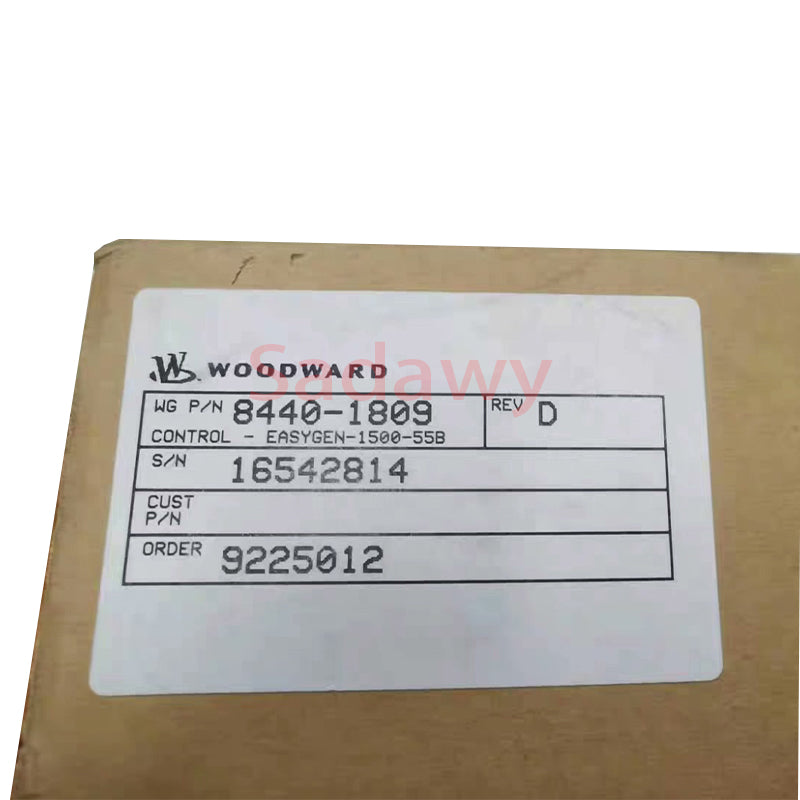 Sadawy
WOODWARD
WG P/N 8440-1809 REV D
CONTROL - EASYGEN-1500-55B
S/N 16542814
CUST
P/N
ORDER 9225012